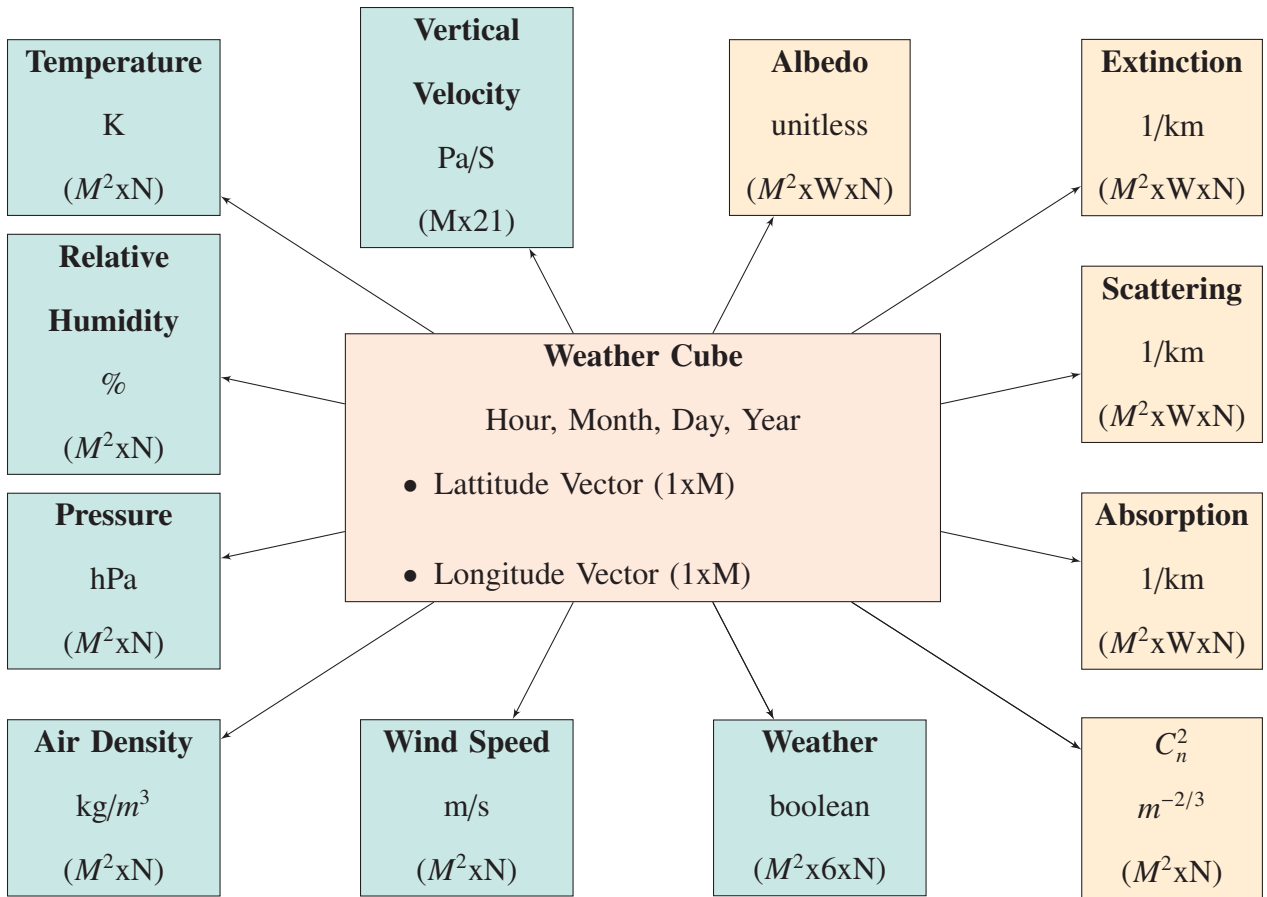 Temperature
K
(M²xN)
Vertical
Velocity
Pa/S
(Mx21)
Albedo
unitless
(M²xWxN)
Extinction
1/km
(M²xWxN)
Relative
Humidity
%
(M²xN)
Weather Cube
Hour, Month, Day, Year
• Lattitude Vector (1xM)
• Longitude Vector (1xM)
Scattering
1/km
(M²xWxN)
Pressure
hPa
(M²xN)
Absorption
1/km
(M²xWxN)
Air Density
kg/m³
(M²xN)
Wind Speed
m/s
(M²xN)
Weather
boolean
(M²x6xN)
C_n^2
m^{-2/3}
(M²xN)